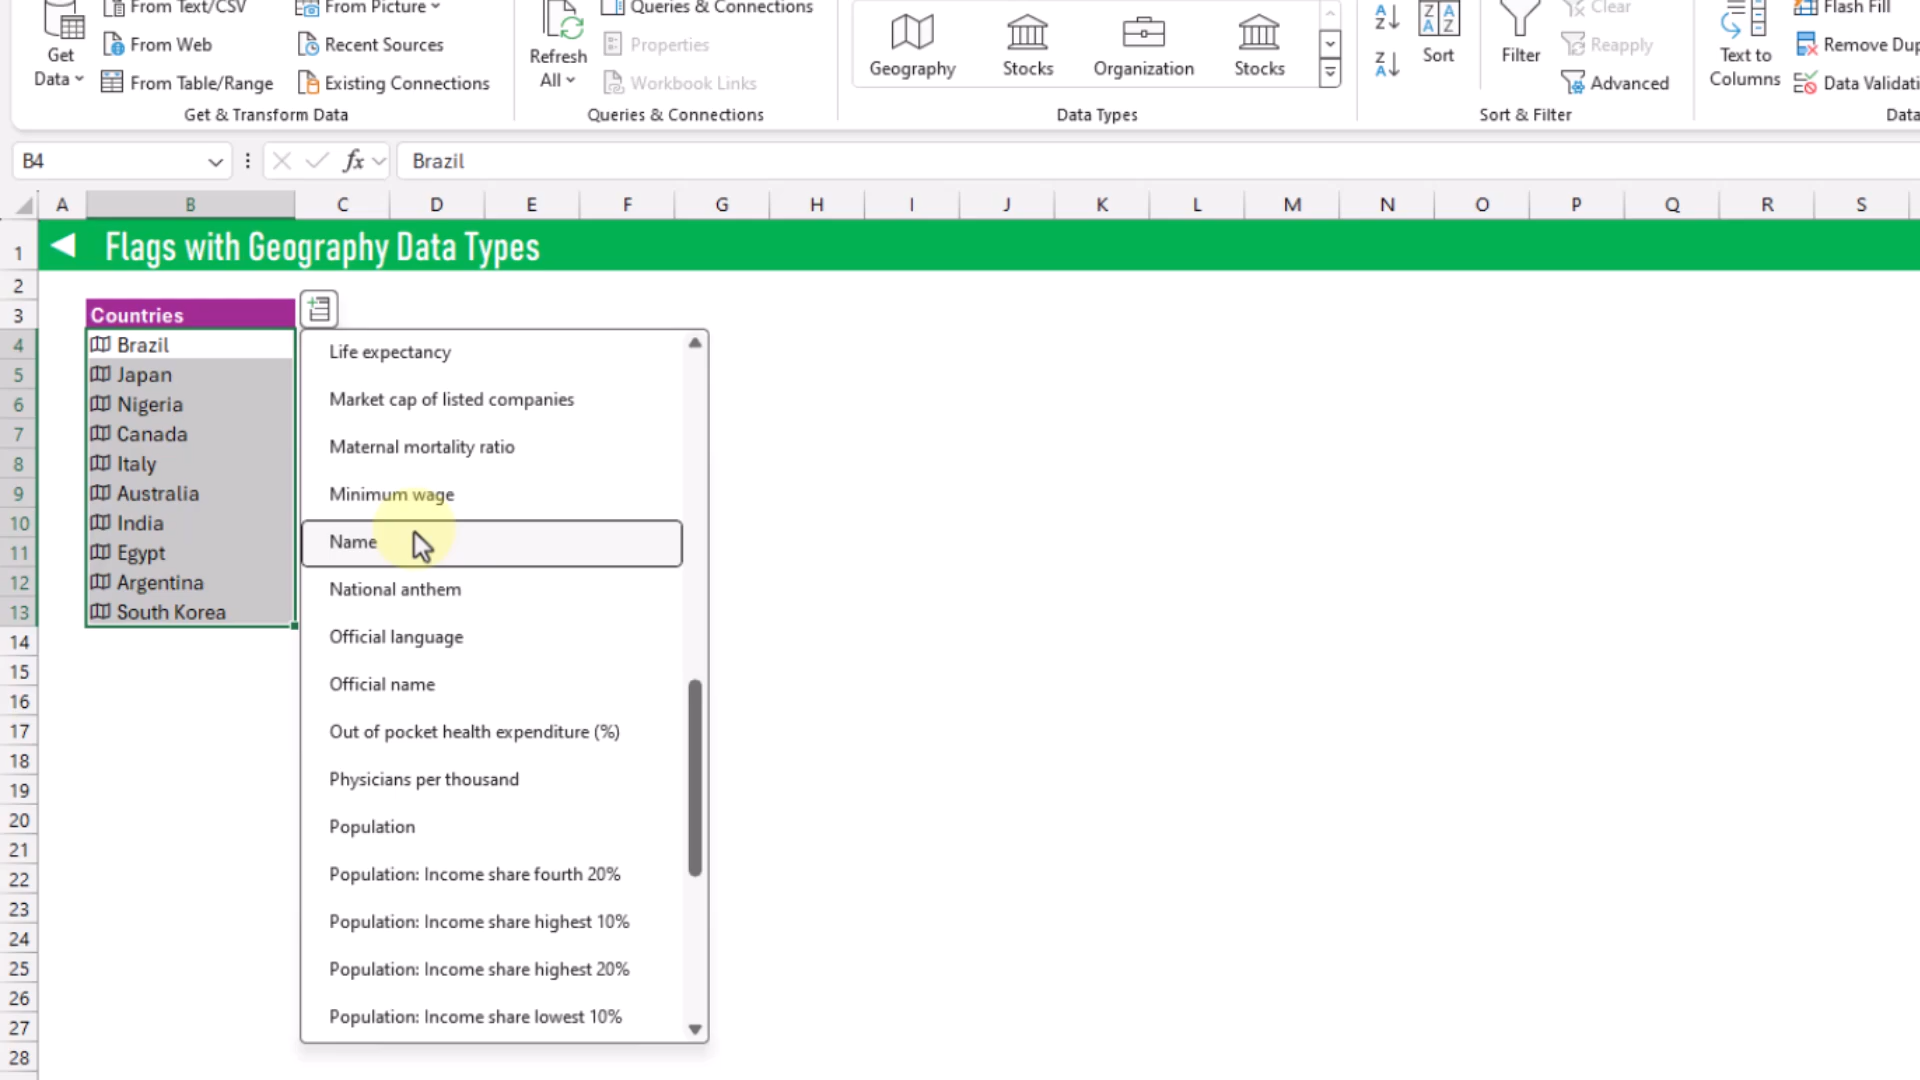 From Text/CSV
From Picture
Queries & Connections
Clear
Flash Fill
Get
Data
From Web
Recent Sources
Refresh
All
Properties
Geography
Stocks
Organization
Stocks
Sort
Filter
Reapply
Text to
Columns
Remove Dup
From Table/Range
Existing Connections
Workbook Links
Advanced
Data Validati
Get & Transform Data
Queries & Connections
Data Types
Sort & Filter
Data
B4
fx
Brazil
A B C D E F G H I J K L M N O P Q R S
1 Flags with Geography Data Types
2
3 Countries
4 Brazil
5 Japan
6 Nigeria
7 Canada
8 Italy
9 Australia
10 India
11 Egypt
12 Argentina
13 South Korea
14
15
16
17
18
19
20
21
22
23
24
25
26
27
28
Life expectancy
Market cap of listed companies
Maternal mortality ratio
Minimum wage
Name
National anthem
Official language
Official name
Out of pocket health expenditure (%)
Physicians per thousand
Population
Population: Income share fourth 20%
Population: Income share highest 10%
Population: Income share highest 20%
Population: Income share lowest 10%